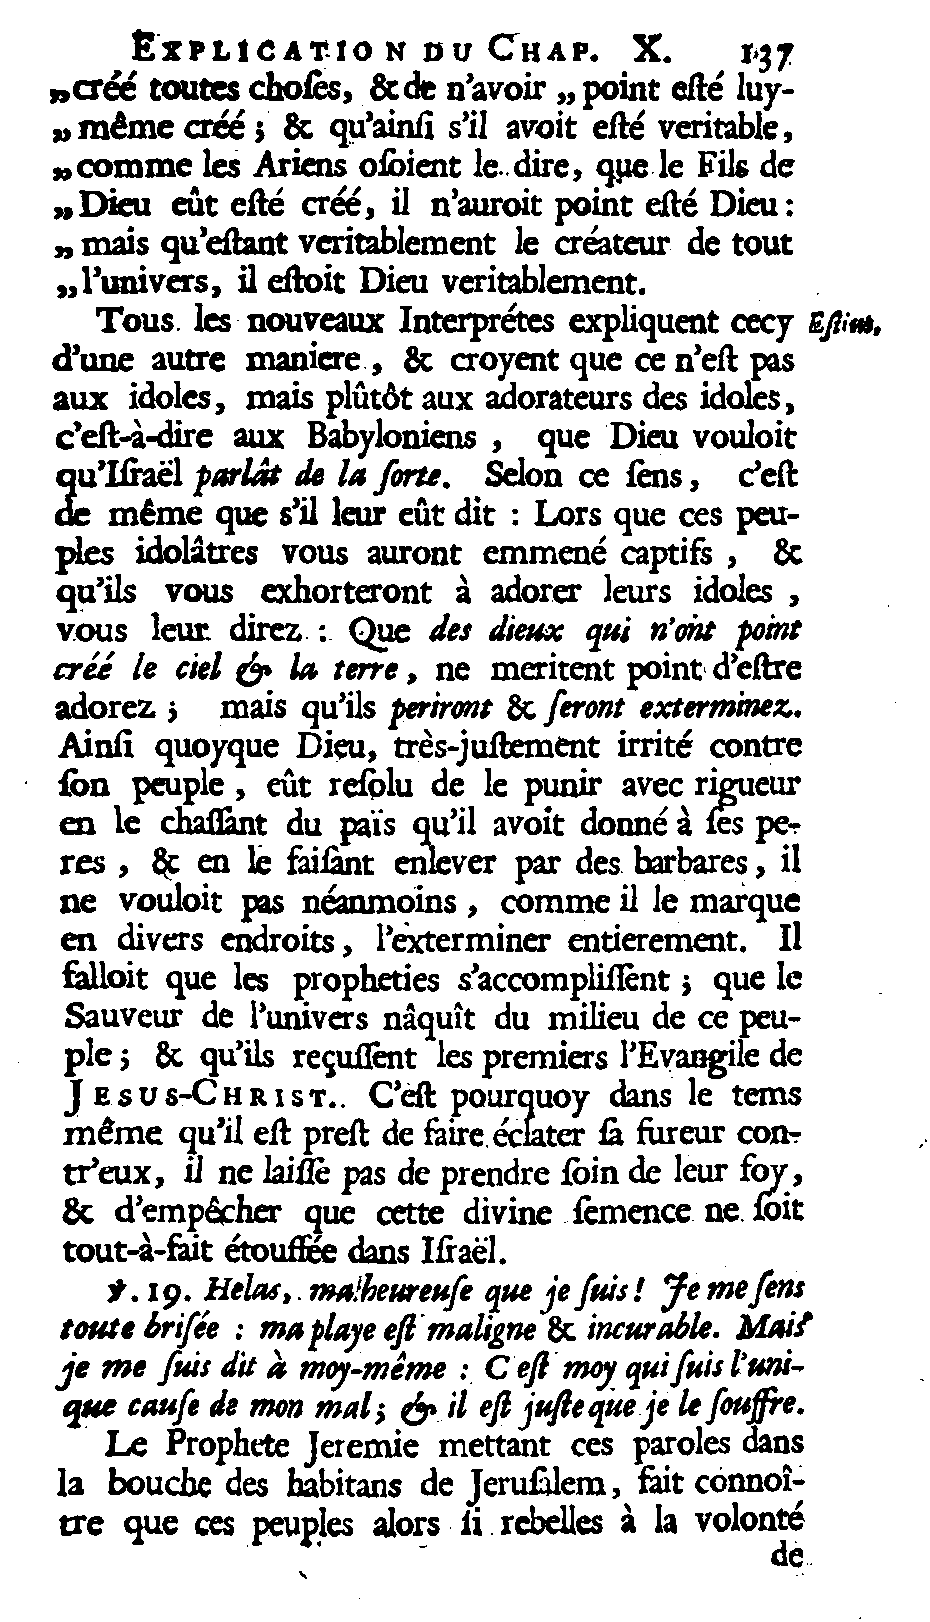 EXPLICATION DU CHAP. X. 137
„ créé toutes choſes, & de n'avoir „ point eſté luy-
„ même créé ; & qu'ainſi s'il avoit eſté veritable,
„ comme les Ariens oſoient le dire, que le Fils de
„ Dieu eût eſté créé, il n'auroit point eſté Dieu :
„ mais qu'eſtant veritablement le créateur de tout
„ l'univers, il eſtoit Dieu veritablement.
Tous les nouveaux Interprétes expliquent cecy Eſtius,
d'une autre maniere, & croyent que ce n'eſt pas
aux idoles, mais plûtôt aux adorateurs des idoles,
c'eſt-à-dire aux Babyloniens, que Dieu vouloit
qu'Iſraël parlât de la ſorte. Selon ce ſens, c'eſt
de même que s'il leur eût dit : Lors que ces peu-
ples idolâtres vous auront emmené captifs, &
qu'ils vous exhorteront à adorer leurs idoles,
vous leur direz : Que des dieux qui n'ont point
créé le ciel & la terre, ne meritent point d'eſtre
adorez ; mais qu'ils periront & ſeront exterminez.
Ainſi quoyque Dieu, très-juſtement irrité contre
ſon peuple, eût reſolu de le punir avec rigueur
en le chaſſant du païs qu'il avoit donné à ſes pe-
res, & en le faiſant enlever par des barbares, il
ne vouloit pas néanmoins, comme il le marque
en divers endroits, l'exterminer entierement. Il
falloit que les propheties s'accompliſſent ; que le
Sauveur de l'univers nâquît du milieu de ce peu-
ple ; & qu'ils reçuſſent les premiers l'Evangile de
JESUS-CHRIST. C'eſt pourquoy dans le tems
même qu'il eſt preſt de faire éclater ſa fureur con-
tr'eux, il ne laiſſe pas de prendre ſoin de leur foy,
& d'empêcher que cette divine ſemence ne ſoit
tout-à-fait étouffée dans Iſraël.
℣. 19. Helas, malheureuſe que je ſuis ! Je me ſens
toute briſée : ma playe eſt maligne & incurable. Mais
je me ſuis dit à moy-même : C'eſt moy qui ſuis l'uni-
que cauſe de mon mal ; & il eſt juſte que je le ſouffre.
Le Prophete Jeremie mettant ces paroles dans
la bouche des habitans de Jeruſalem, fait connoî-
tre que ces peuples alors ſi rebelles à la volonté
de